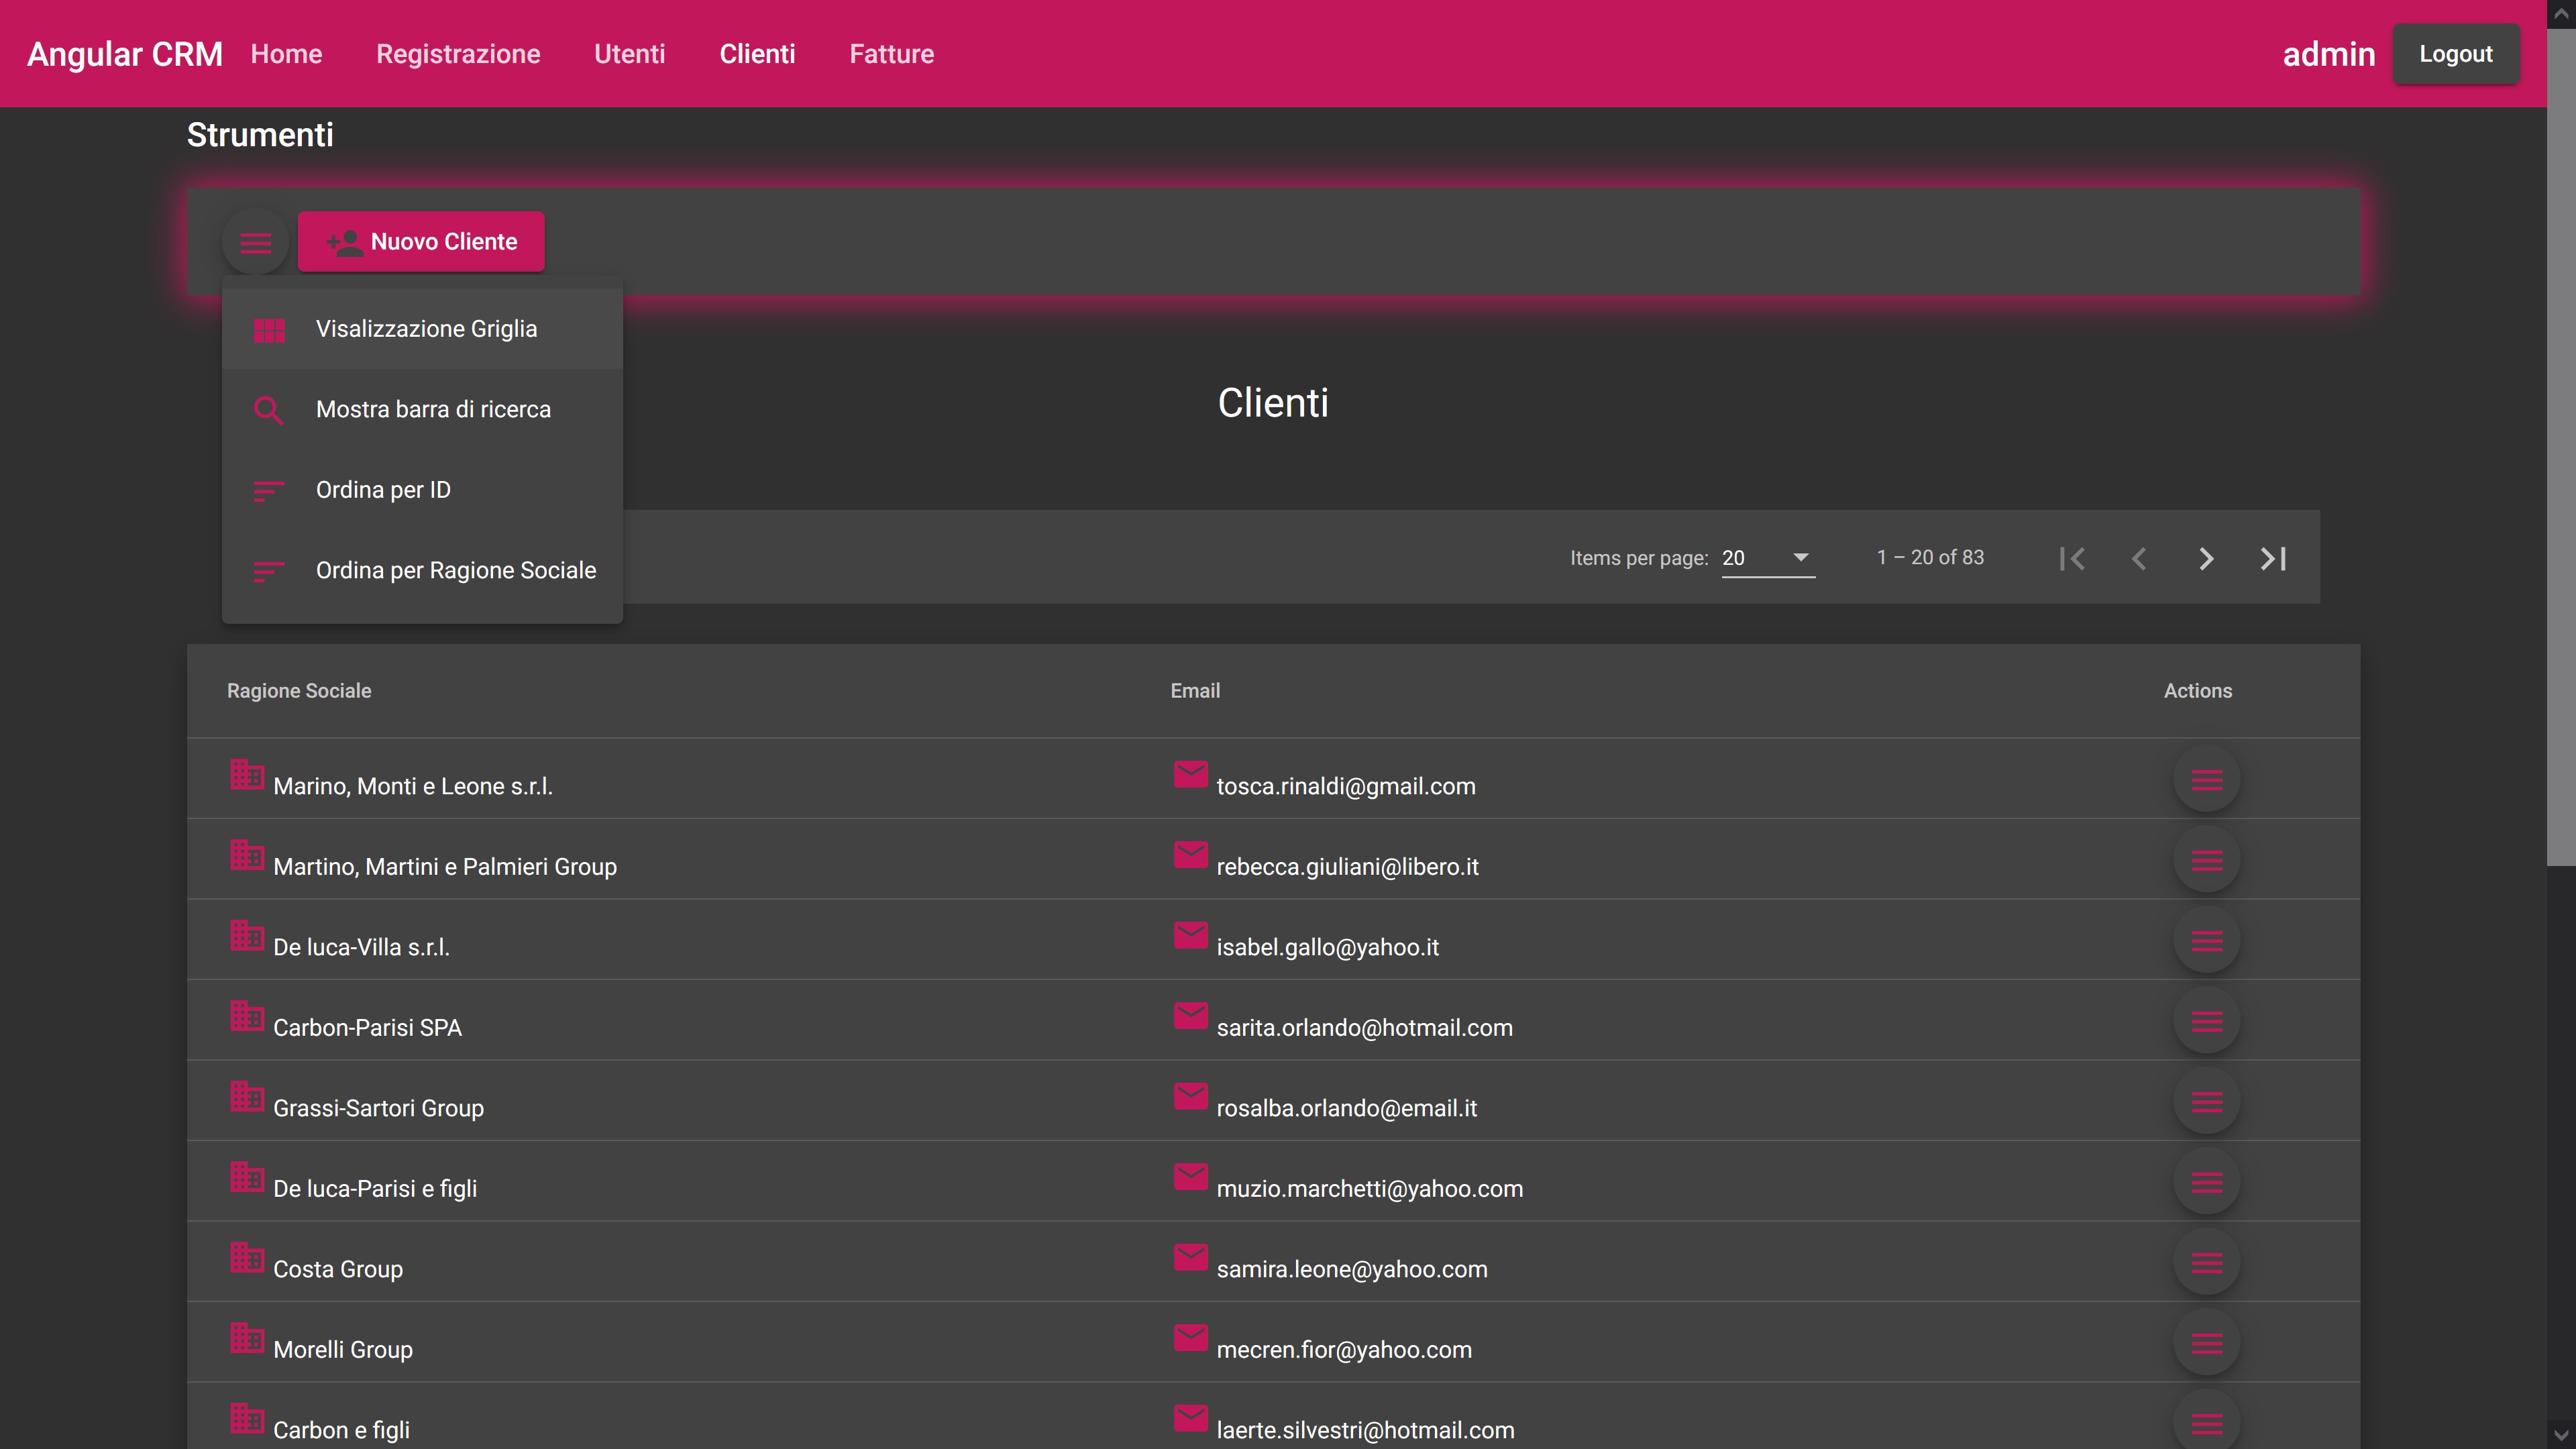 Angular CRM Home Registrazione Utenti Clienti Fatture admin Logout
Strumenti
Nuovo Cliente
Visalizzazione Griglia
Mostra barra di ricerca
Ordina per ID
Ordina per Ragione Sociale
Clienti
Items per page: 20 1 – 20 of 83
Ragione Sociale Email Actions
Marino, Monti e Leone s.r.l. tosca.rinaldi@gmail.com
Martino, Martini e Palmieri Group rebecca.giuliani@libero.it
De luca-Villa s.r.l. isabel.gallo@yahoo.it
Carbon-Parisi SPA sarita.orlando@hotmail.com
Grassi-Sartori Group rosalba.orlando@email.it
De luca-Parisi e figli muzio.marchetti@yahoo.com
Costa Group samira.leone@yahoo.com
Morelli Group mecren.fior@yahoo.com
Carbon e figli laerte.silvestri@hotmail.com